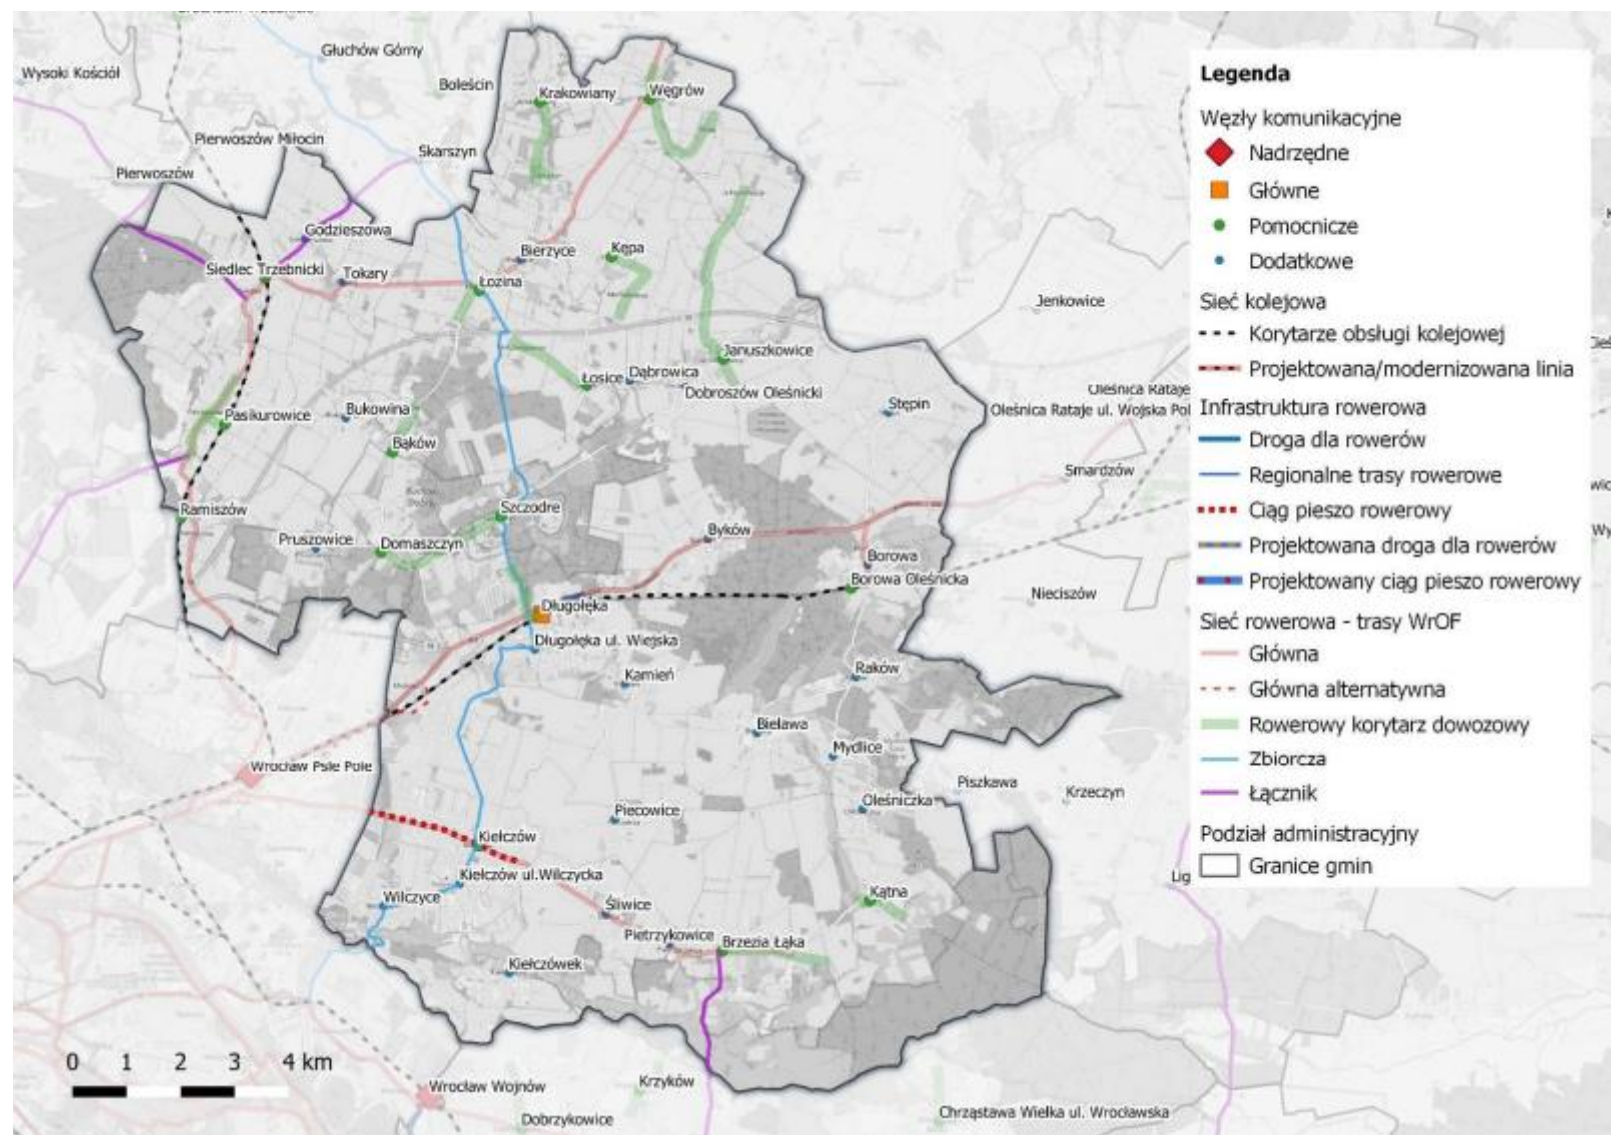 Głuchów Górny
Wysoki Kościół
Boleścin
Krakowiany
Węgrów
Pierwoszów Miłocin
Skarszyn
Pierwoszów
Godzieszowa
Bierzyce
Kępa
Siedlec Trzebnicki
Tokary
Łozina
Jenkowice
Januszkowice
Łosice
Dąbrowica
Dobroszów Oleśnicki
Oleśnica Rataje
Oleśnica Rataje ul. Wojska Pol
Stępin
Pasikurowice
Bukowina
Bąków
Smardzów
Ramiszów
Szczodre
Pruszowice
Domaszczyn
Byków
Borowa
Borowa Oleśnicka
Nieciszów
Długołęka
Długołęka ul. Wiejska
Kamień
Raków
Bielawa
Mydlice
Wrocław Psie Pole
Piszkawa
Krzeczyn
Oleśniczka
Piecowice
Kiełczów
Kiełczów ul.Wilczycka
Lig
Wilczyce
Śliwice
Kątna
Pietrzykowice
Brzezia Łąka
Kiełczówek
Wrocław Wojnów
Krzyków
Dobrzykowice
Chrząstawa Wielka ul. Wrocławska
0 1 2 3 4 km
Legenda
Węzły komunikacyjne
Nadrzędne
Główne
Pomocnicze
Dodatkowe
Sieć kolejowa
Korytarze obsługi kolejowej
Projektowana/modernizowana linia
Infrastruktura rowerowa
Droga dla rowerów
Regionalne trasy rowerowe
Ciąg pieszo rowerowy
Projektowana droga dla rowerów
Projektowany ciąg pieszo rowerowy
Sieć rowerowa - trasy WrOF
Główna
Główna alternatywna
Rowerowy korytarz dowozowy
Zbiorcza
Łącznik
Podział administracyjny
Granice gmin